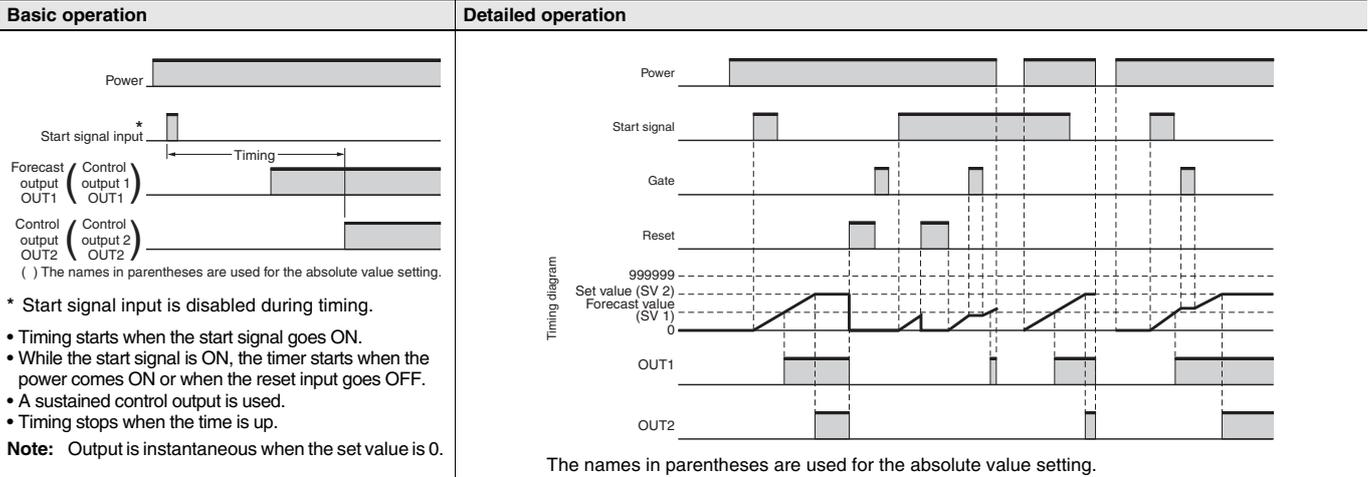 Basic operation
Power
*
Start signal input
Timing
Forecast output OUT1 ( Control output 1 OUT1 )
Control output OUT2 ( Control output 2 OUT2 )
( ) The names in parentheses are used for the absolute value setting.
* Start signal input is disabled during timing.
• Timing starts when the start signal goes ON.
• While the start signal is ON, the timer starts when the
power comes ON or when the reset input goes OFF.
• A sustained control output is used.
• Timing stops when the time is up.
Note: Output is instantaneous when the set value is 0.
Detailed operation
Power
Start signal
Gate
Reset
Timing diagram
999999
Set value (SV 2)
Forecast value
(SV 1)
0
OUT1
OUT2
The names in parentheses are used for the absolute value setting.